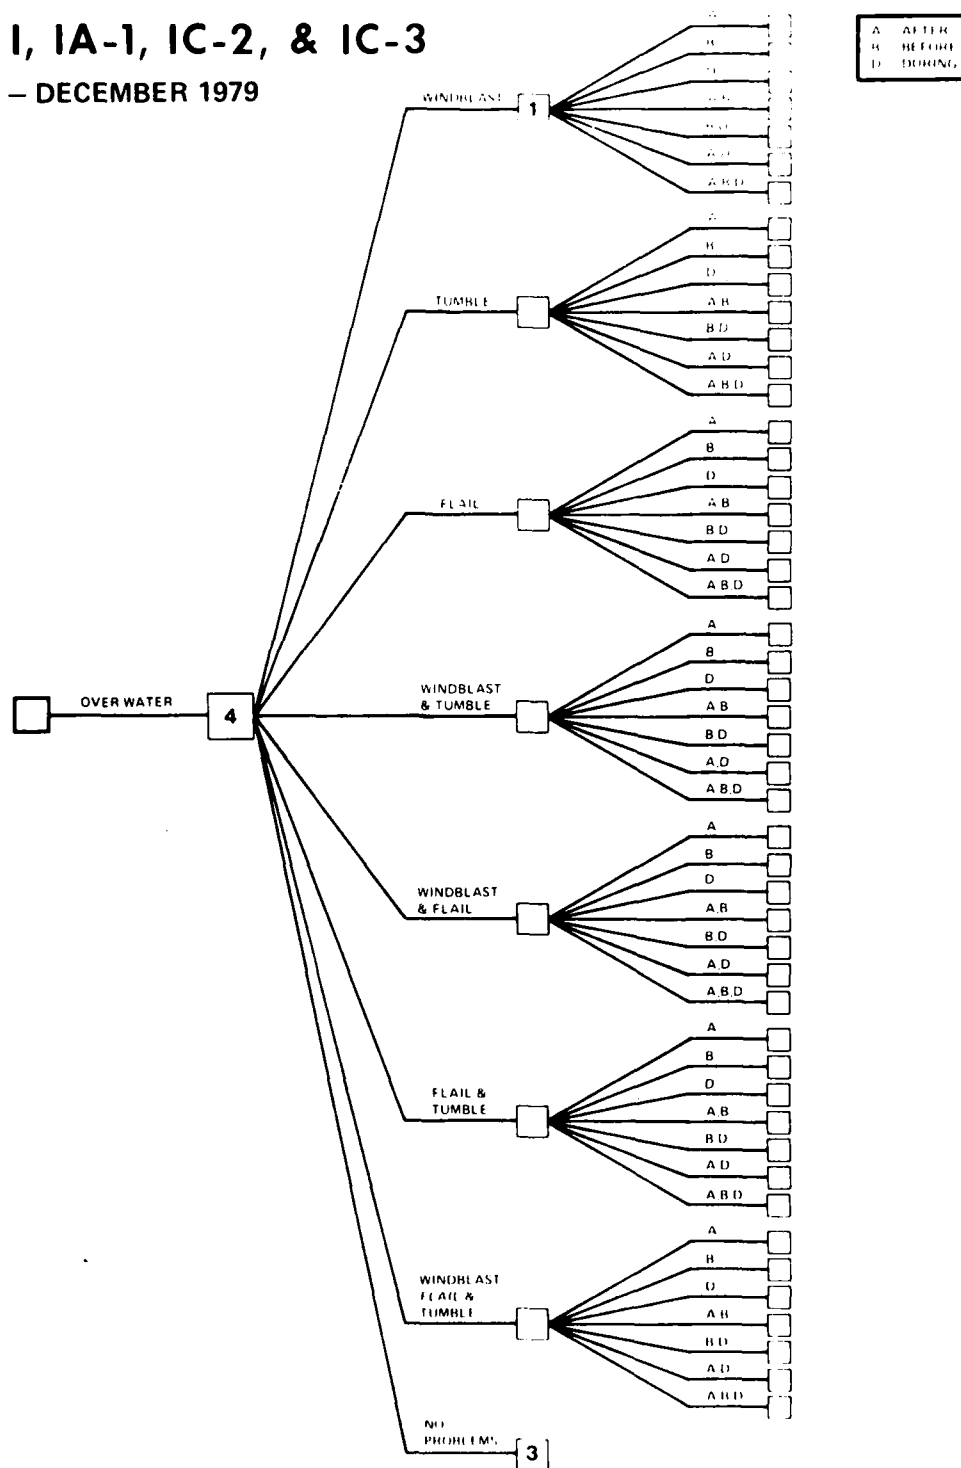 I, IA-1, IC-2, & IC-3
– DECEMBER 1979
A AFTER
B BEFORE
D DURING
WINDBLAST
1
A
B
D
A,B
B,D
A,D
A,B,D
TUMBLE
A
B
D
A,B
B,D
A,D
A,B,D
FLAIL
A
B
D
A,B
B,D
A,D
A,B,D
OVER WATER
4
WINDBLAST
& TUMBLE
A
B
D
A,B
B,D
A,D
A,B,D
WINDBLAST
& FLAIL
A
B
D
A,B
B,D
A,D
A,B,D
FLAIL &
TUMBLE
A
B
D
A,B
B,D
A,D
A,B,D
WINDBLAST
FLAIL &
TUMBLE
A
B
D
A,B
B,D
A,D
A,B,D
NO
PROBLEMS
3